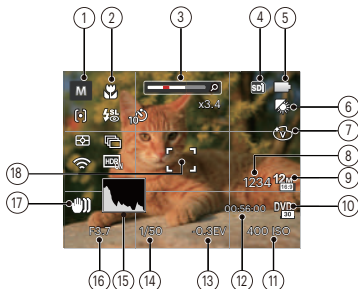 1 2 3 4 5
M SD
SL 10 x3.4
6
7
HDR
18 8
1234 12M 9
16:9
17 DVD 10
30
00:56:00
F3.7 1/50 -0.3EV 400 ISO
16 15 14 13 12 11